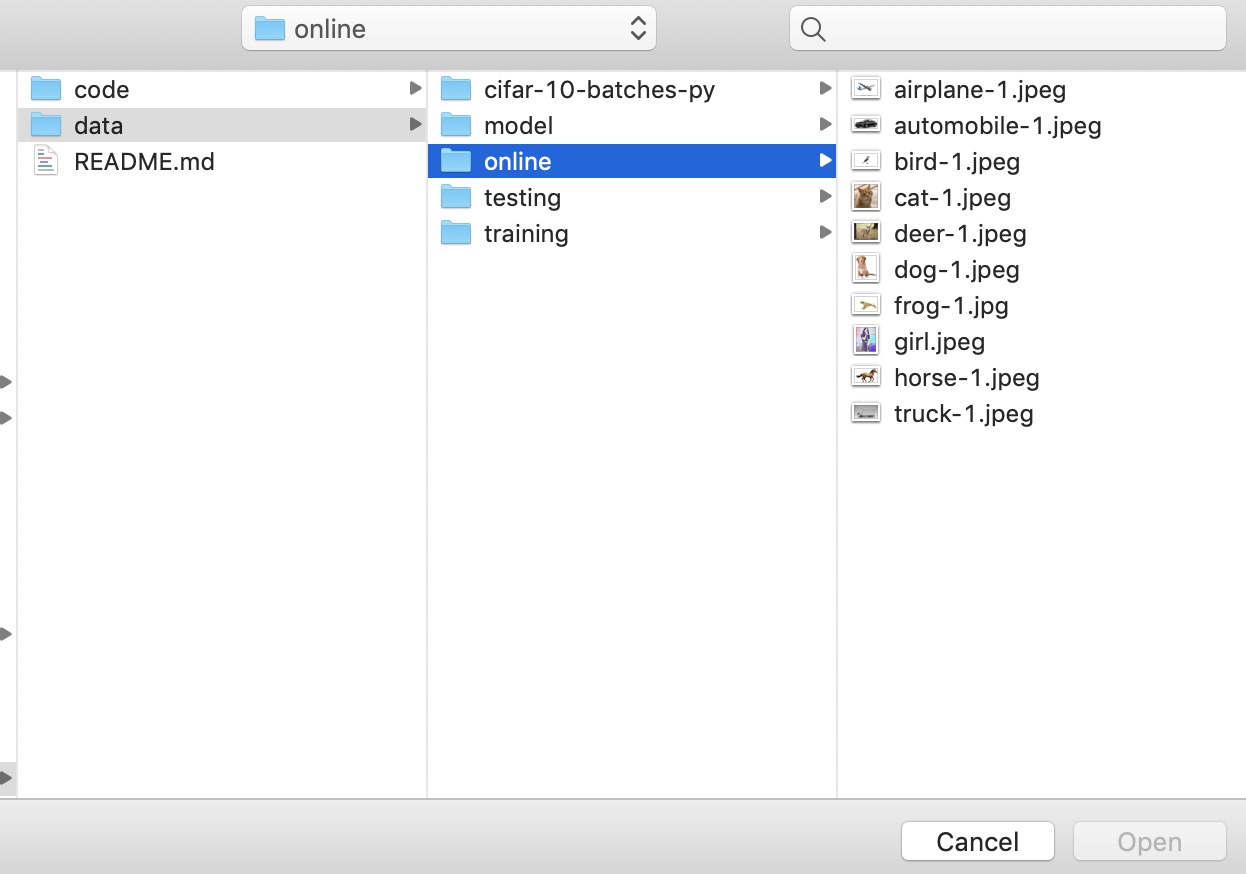 online
code
data
README.md
cifar-10-batches-py
model
online
testing
training
airplane-1.jpeg
automobile-1.jpeg
bird-1.jpeg
cat-1.jpeg
deer-1.jpeg
dog-1.jpeg
frog-1.jpg
girl.jpeg
horse-1.jpeg
truck-1.jpeg
Cancel
Open